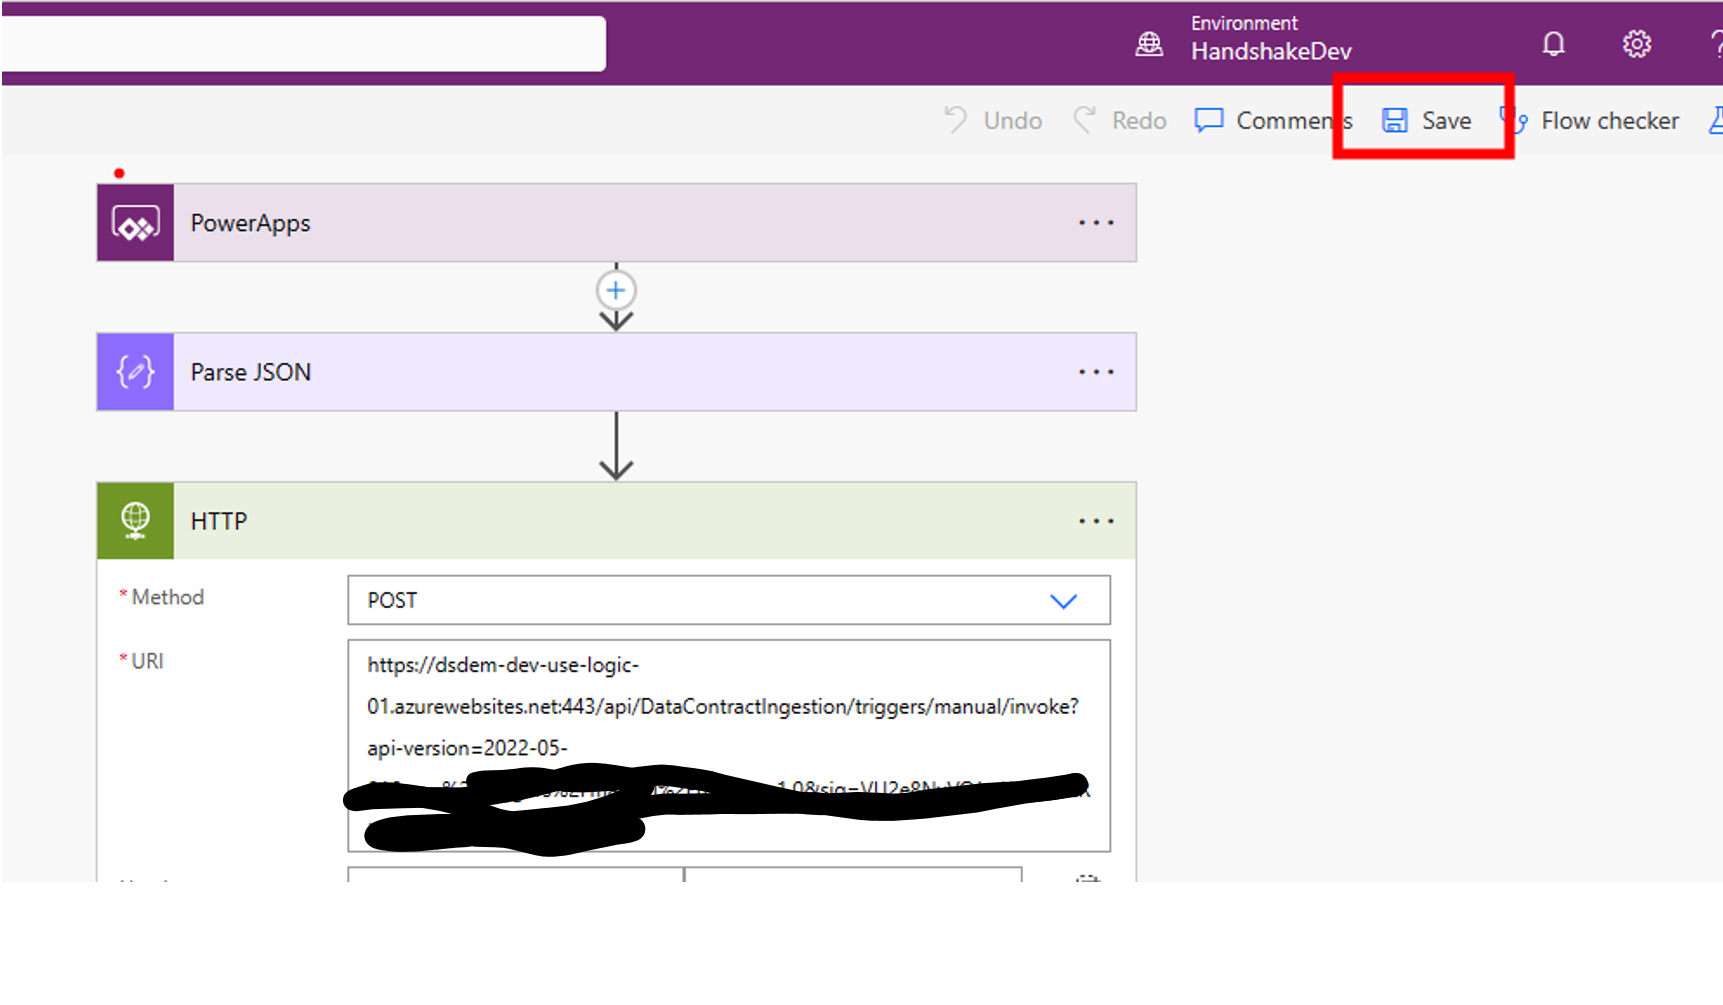 Environment
HandshakeDev
Undo
Redo
Comments
Save
Flow checker
PowerApps
Parse JSON
HTTP
* Method
POST
* URI
https://dsdem-dev-use-logic-
01.azurewebsites.net:443/api/DataContractIngestion/triggers/manual/invoke?
api-version=2022-05-